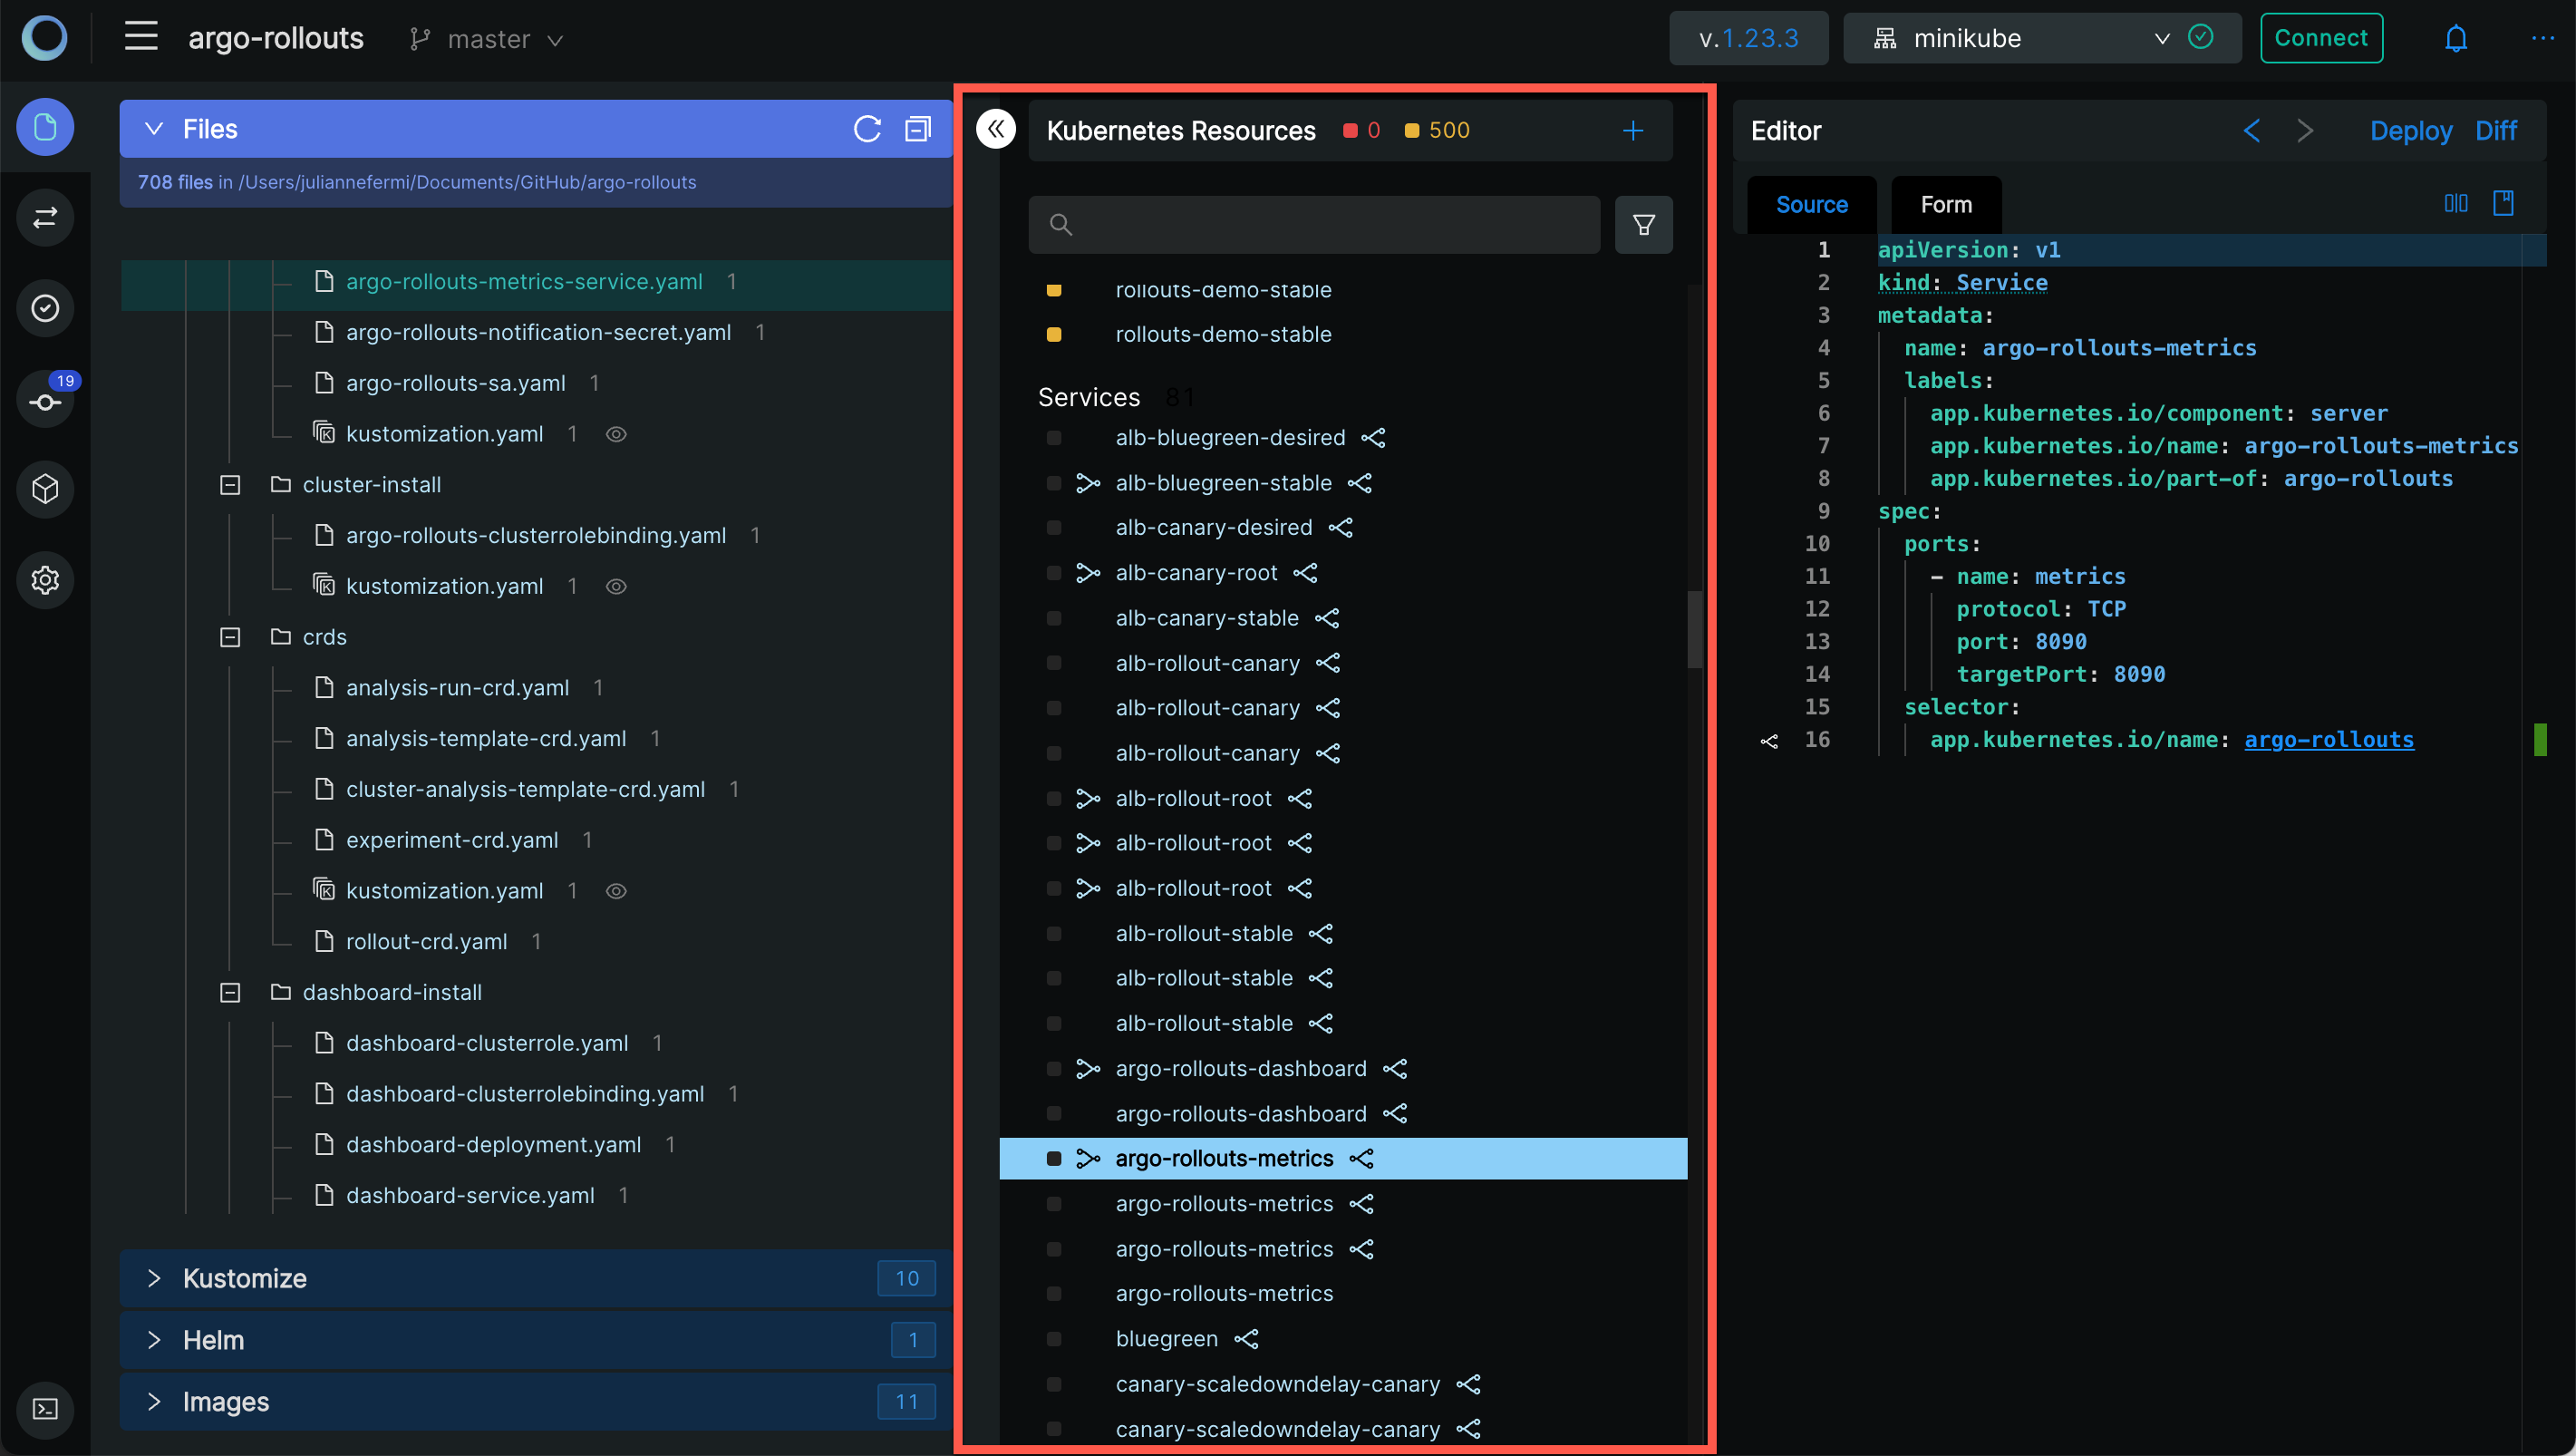 argo-rollouts master v.1.23.3 minikube Connect
Files
708 files in /Users/juliannefermi/Documents/GitHub/argo-rollouts
argo-rollouts-metrics-service.yaml 1
argo-rollouts-notification-secret.yaml 1
argo-rollouts-sa.yaml 1
kustomization.yaml 1
cluster-install
argo-rollouts-clusterrolebinding.yaml 1
kustomization.yaml 1
crds
analysis-run-crd.yaml 1
analysis-template-crd.yaml 1
cluster-analysis-template-crd.yaml 1
experiment-crd.yaml 1
kustomization.yaml 1
rollout-crd.yaml 1
dashboard-install
dashboard-clusterrole.yaml 1
dashboard-clusterrolebinding.yaml 1
dashboard-deployment.yaml 1
dashboard-service.yaml 1
Kustomize 10
Helm 1
Images 11
19
Kubernetes Resources 0 500
rollouts-demo-stable
rollouts-demo-stable
Services 81
alb-bluegreen-desired
alb-bluegreen-stable
alb-canary-desired
alb-canary-root
alb-canary-stable
alb-rollout-canary
alb-rollout-canary
alb-rollout-canary
alb-rollout-root
alb-rollout-root
alb-rollout-root
alb-rollout-stable
alb-rollout-stable
alb-rollout-stable
argo-rollouts-dashboard
argo-rollouts-dashboard
argo-rollouts-metrics
argo-rollouts-metrics
argo-rollouts-metrics
argo-rollouts-metrics
bluegreen
canary-scaledowndelay-canary
canary-scaledowndelay-canary
Editor Deploy Diff
Source Form
1 apiVersion: v1
2 kind: Service
3 metadata:
4 name: argo-rollouts-metrics
5 labels:
6 app.kubernetes.io/component: server
7 app.kubernetes.io/name: argo-rollouts-metrics
8 app.kubernetes.io/part-of: argo-rollouts
9 spec:
10 ports:
11 - name: metrics
12 protocol: TCP
13 port: 8090
14 targetPort: 8090
15 selector:
16 app.kubernetes.io/name: argo-rollouts